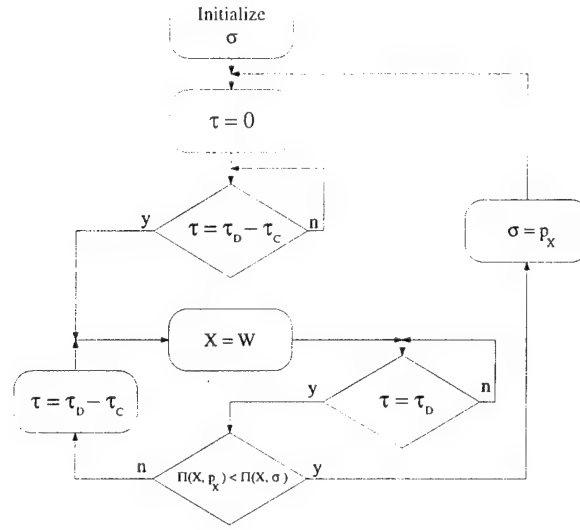 Initialize
σ
τ = 0
y
τ = τ_D − τ_C
n
σ = p_X
X = W
τ = τ_D − τ_C
y
τ = τ_D
n
n
Π(X, p_X) < Π(X, σ)
y